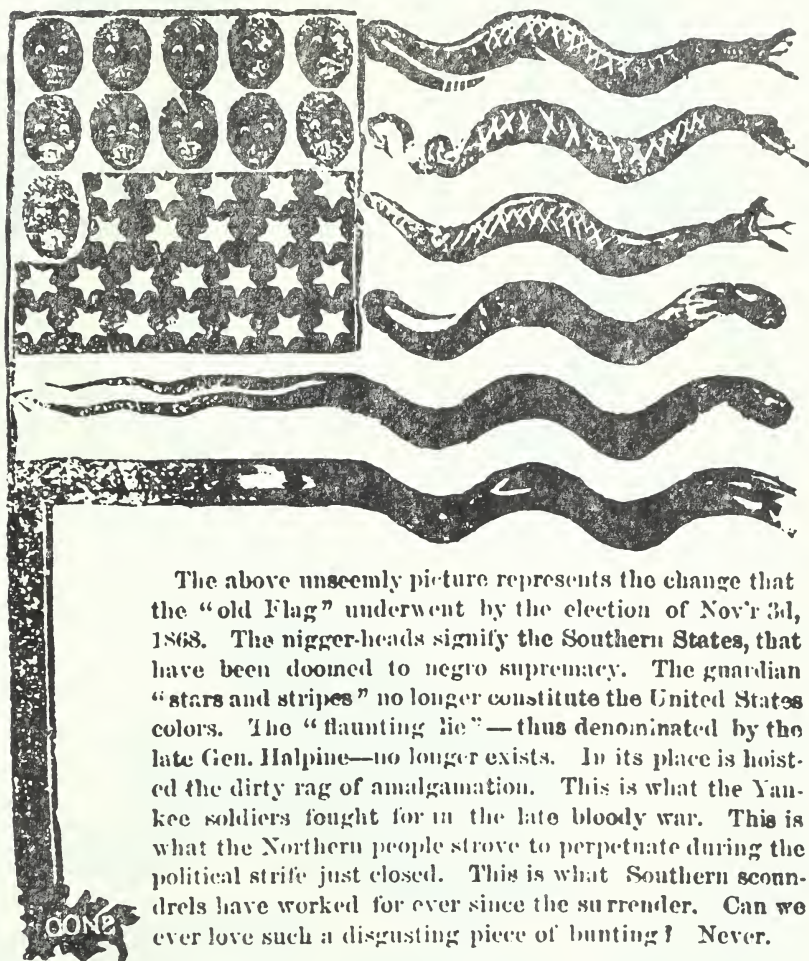 The above unseemly picture represents the change that
the "old Flag" underwent by the election of Nov'r 3d,
1868. The nigger-heads signify the Southern States, that
have been doomed to negro supremacy. The guardian
"stars and stripes" no longer constitute the United States
colors. The "flaunting lie"—thus denominated by the
late Gen. Halpine—no longer exists. In its place is hoist-
ed the dirty rag of amalgamation. This is what the Yan-
kee soldiers fought for in the late bloody war. This is
what the Northern people strove to perpetuate during the
political strife just closed. This is what Southern scoun-
drels have worked for ever since the surrender. Can we
ever love such a disgusting piece of bunting? Never.